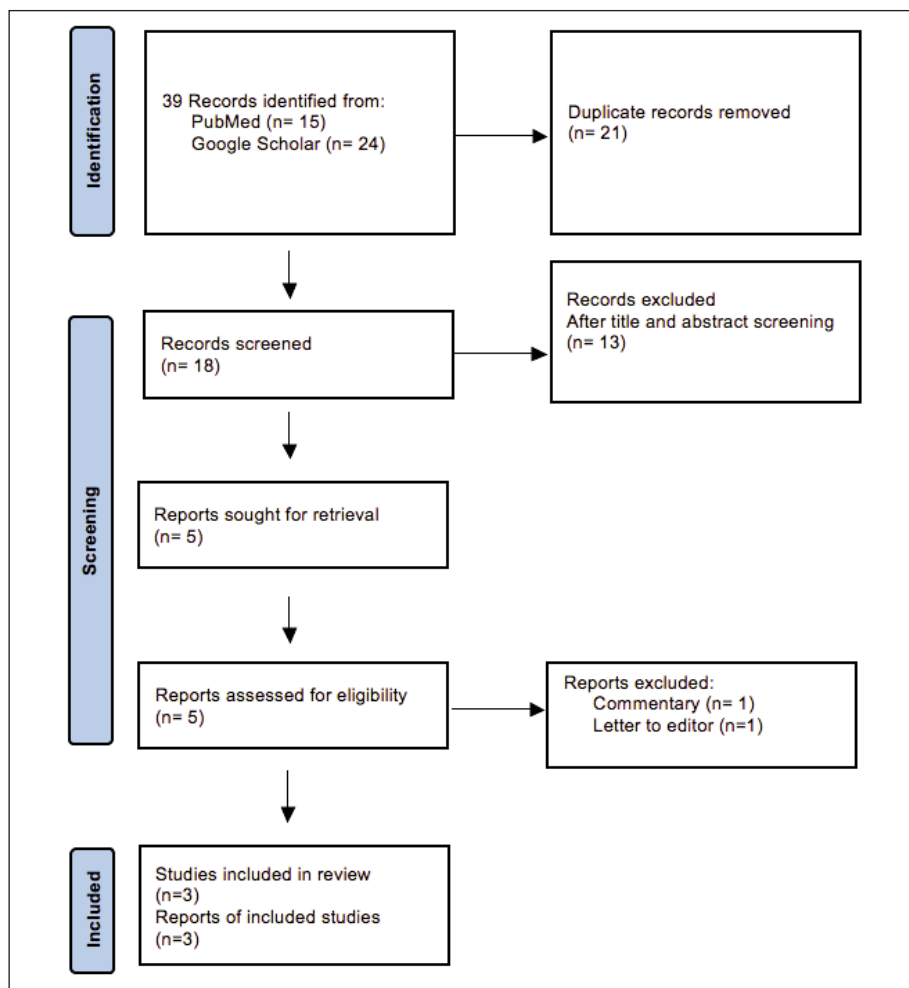 Identification
39 Records identified from:
PubMed (n= 15)
Google Scholar (n= 24)
Duplicate records removed
(n= 21)
Screening
Records screened
(n= 18)
Records excluded
After title and abstract screening
(n= 13)
Reports sought for retrieval
(n= 5)
Reports assessed for eligibility
(n= 5)
Reports excluded:
Commentary (n= 1)
Letter to editor (n=1)
Included
Studies included in review
(n=3)
Reports of included studies
(n=3)